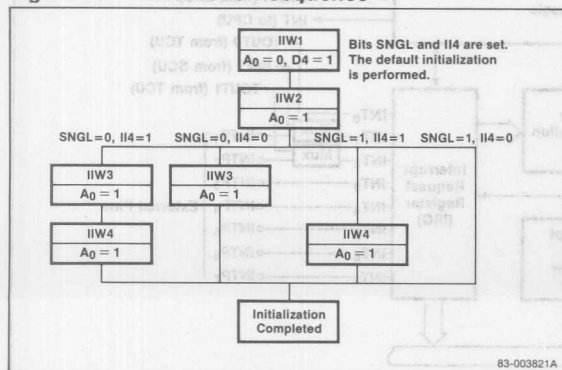 IIW1
A0 = 0, D4 = 1
Bits SNGL and II4 are set.
The default initialization
is performed.
IIW2
A0 = 1
SNGL=0, II4=1
SNGL=0, II4=0
SNGL=1, II4=1
SNGL=1, II4=0
IIW3
A0 = 1
IIW3
A0 = 1
IIW4
A0 = 1
IIW4
A0 = 1
Initialization
Completed
83-003821A